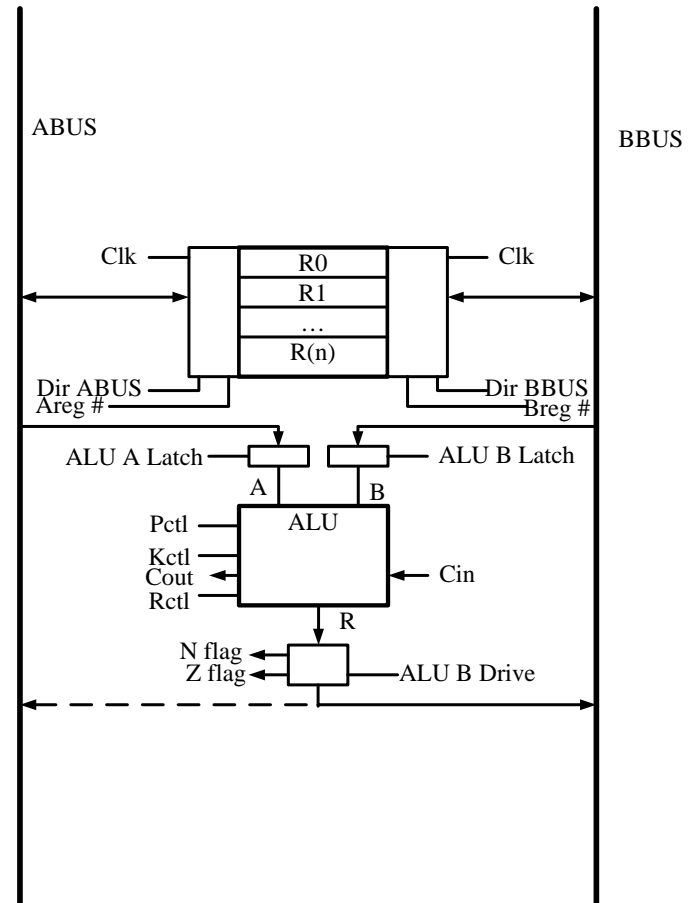 ABUS
BBUS
Clk
Clk
R0
R1
…
R(n)
Dir ABUS
Dir BBUS
Areg #
Breg #
ALU A Latch
ALU B Latch
A
B
ALU
Pctl
Kctl
Cout
Cin
Rctl
R
N flag
Z flag
ALU B Drive